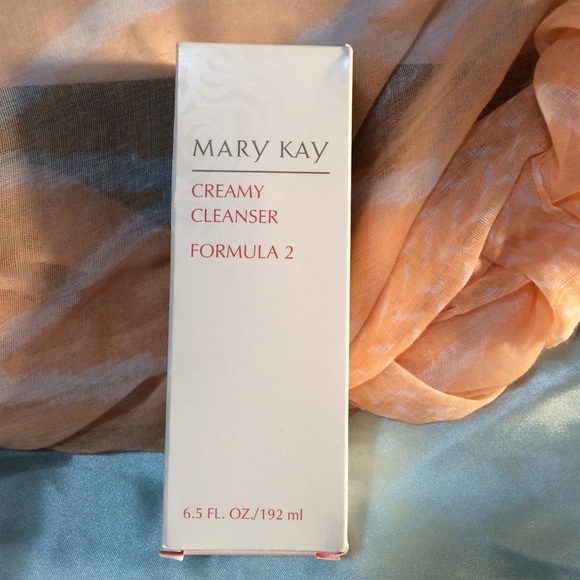 MARY KAY
CREAMY
CLEANSER
FORMULA 2
6.5 FL. OZ./192 ml